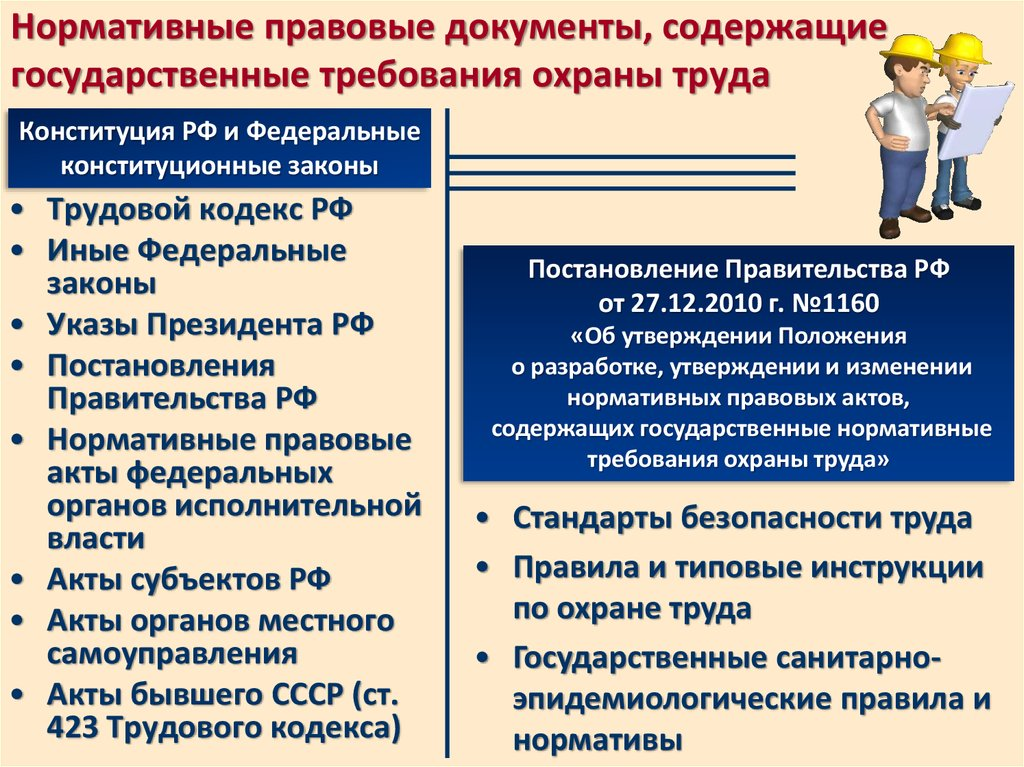 Нормативные правовые документы, содержащие
государственные требования охраны труда
Конституция РФ и Федеральные
конституционные законы
• Трудовой кодекс РФ
• Иные Федеральные
законы
• Указы Президента РФ
• Постановления
Правительства РФ
• Нормативные правовые
акты федеральных
органов исполнительной
власти
• Акты субъектов РФ
• Акты органов местного
самоуправления
• Акты бывшего СССР (ст.
423 Трудового кодекса)
Постановление Правительства РФ
от 27.12.2010 г. №1160
«Об утверждении Положения
о разработке, утверждении и изменении
нормативных правовых актов,
содержащих государственные нормативные
требования охраны труда»
• Стандарты безопасности труда
• Правила и типовые инструкции
по охране труда
• Государственные санитарно-
эпидемиологические правила и
нормативы